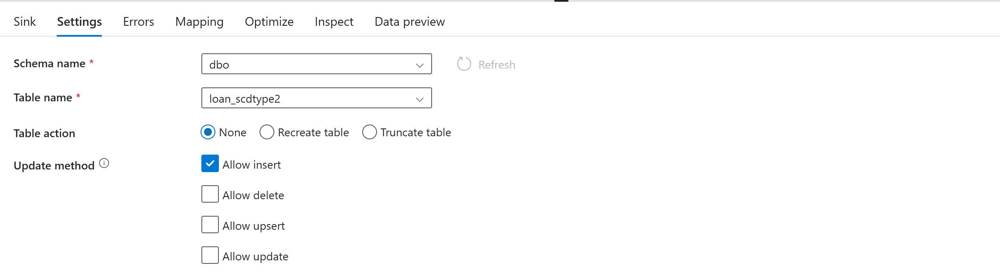 Sink Settings Errors Mapping Optimize Inspect Data preview
Schema name * dbo Refresh
Table name * loan_scdtype2
Table action None Recreate table Truncate table
Update method Allow insert
Allow delete
Allow upsert
Allow update